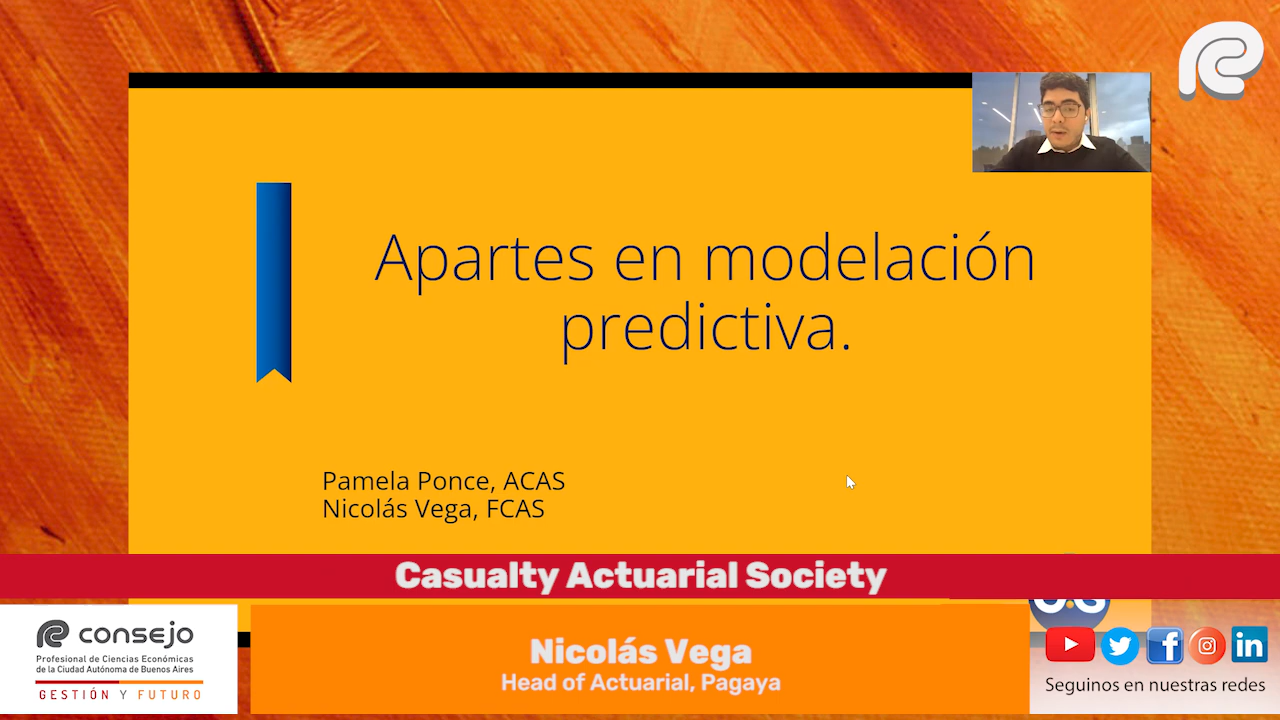 Apartes en modelación
predictiva.
Pamela Ponce, ACAS
Nicolás Vega, FCAS
Casualty Actuarial Society
consejo
Profesional de Ciencias Económicas
de la Ciudad Autónoma de Buenos Aires
GESTIÓN Y FUTURO
Nicolás Vega
Head of Actuarial, Pagaya
Seguinos en nuestras redes